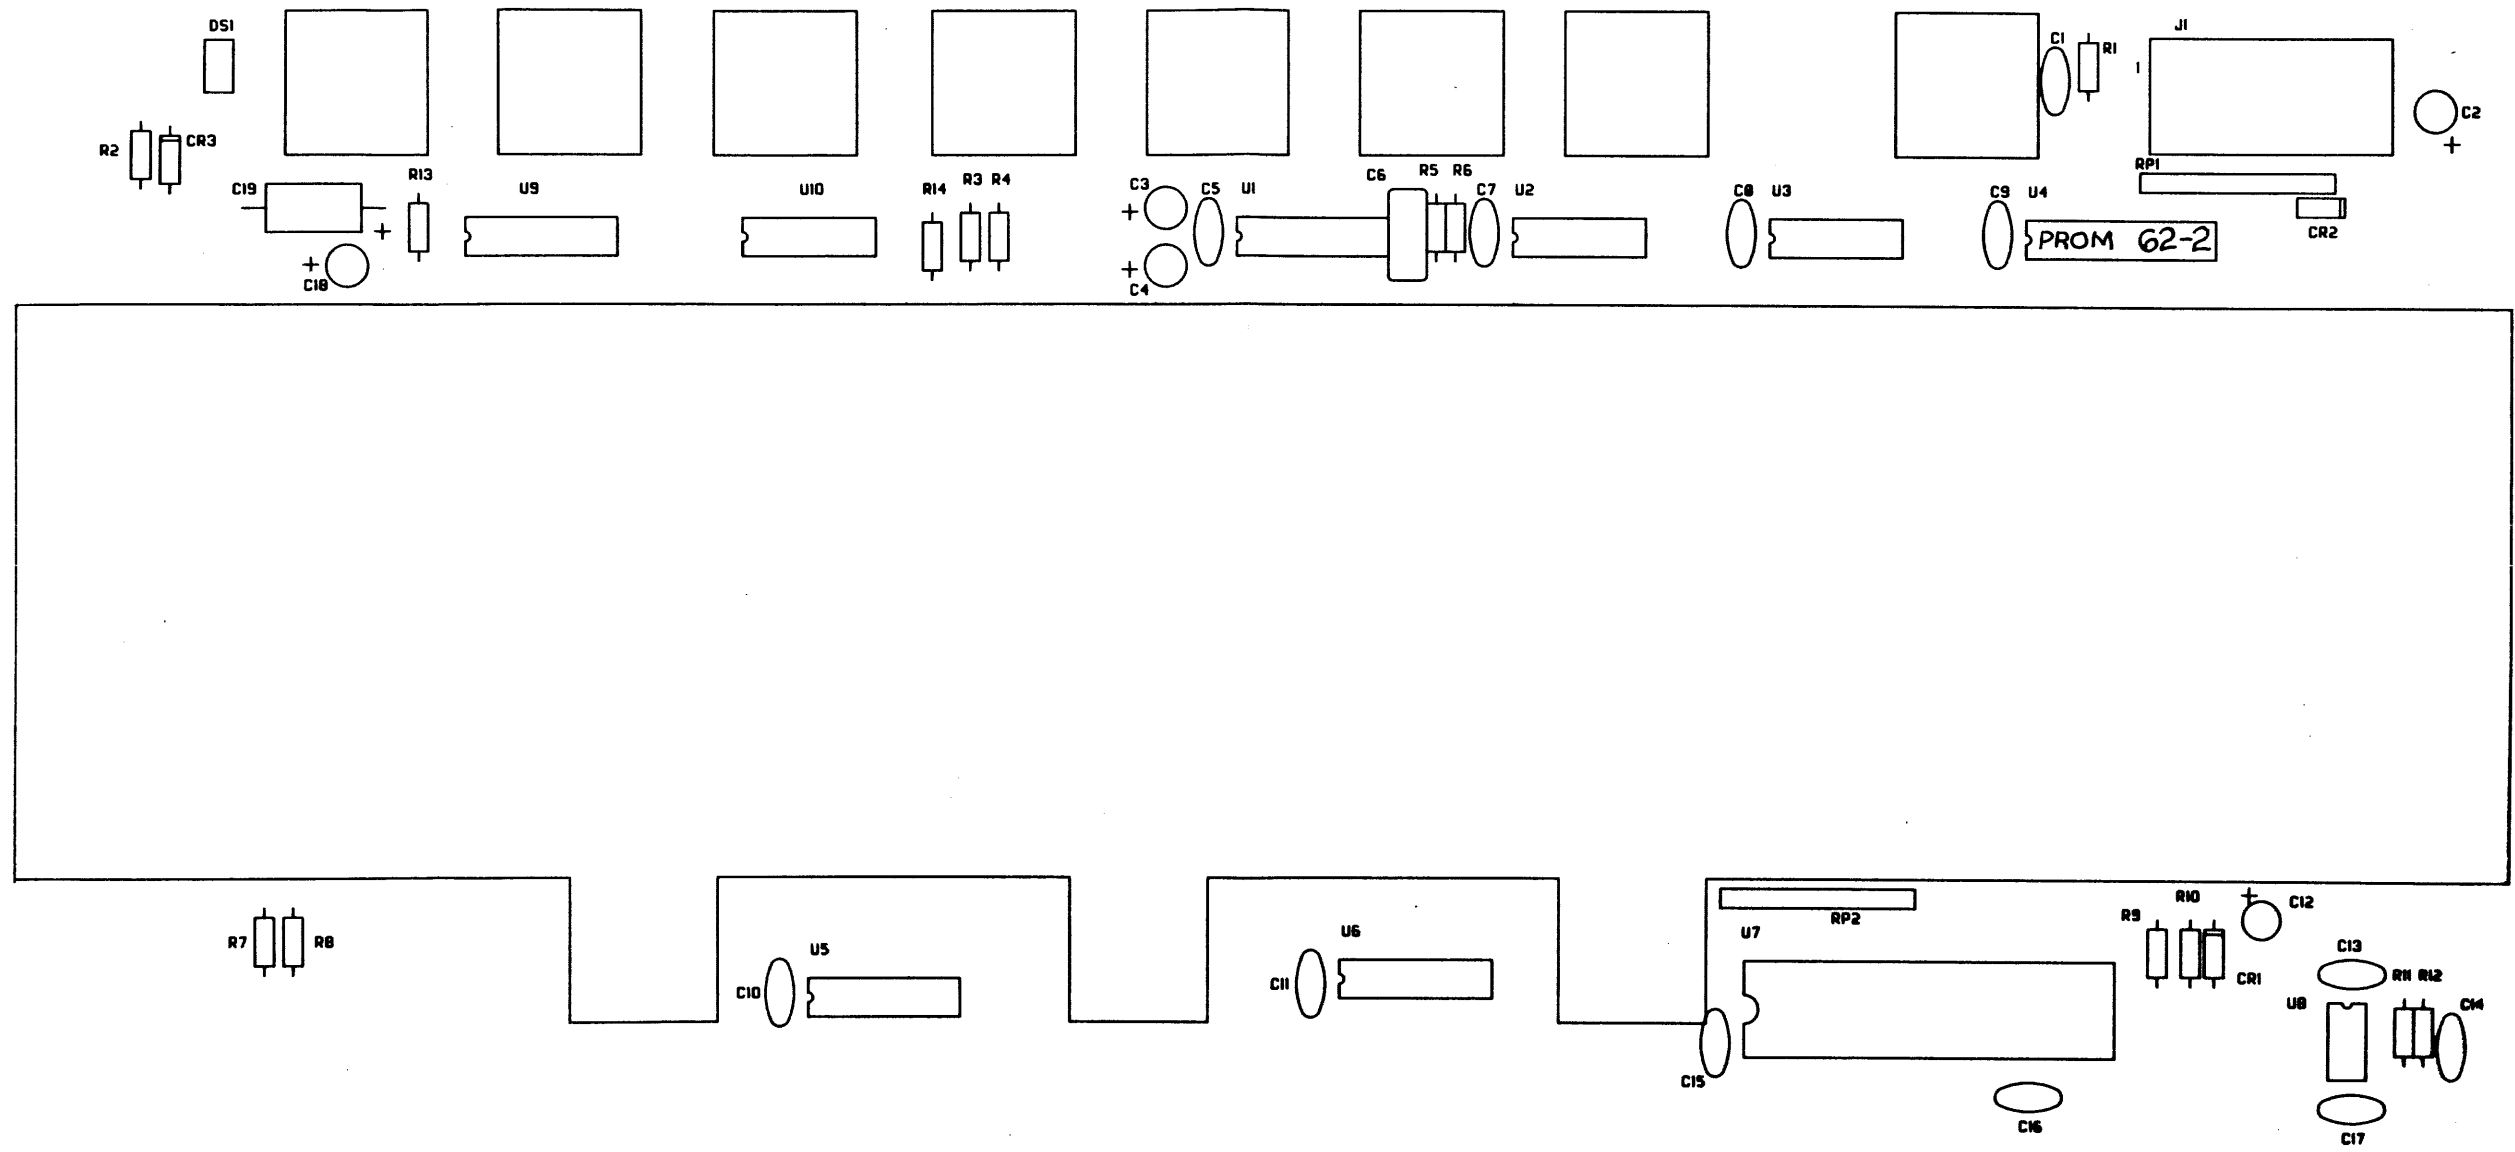 DS1
J1
C1
R1
1
C2
+
R2
CR3
RP1
C19
R13
U9
U10
R14
R3
R4
C3
C5
U1
C6
R5
R6
C7
U2
C8
U3
C9
U4
+
+
PROM 62-2
CR2
+
C18
+
C4
R7
R8
U5
C10
U6
C11
RP2
U7
R9
R10
+
C12
CR1
C13
R11
R12
U8
C14
C15
C16
C17